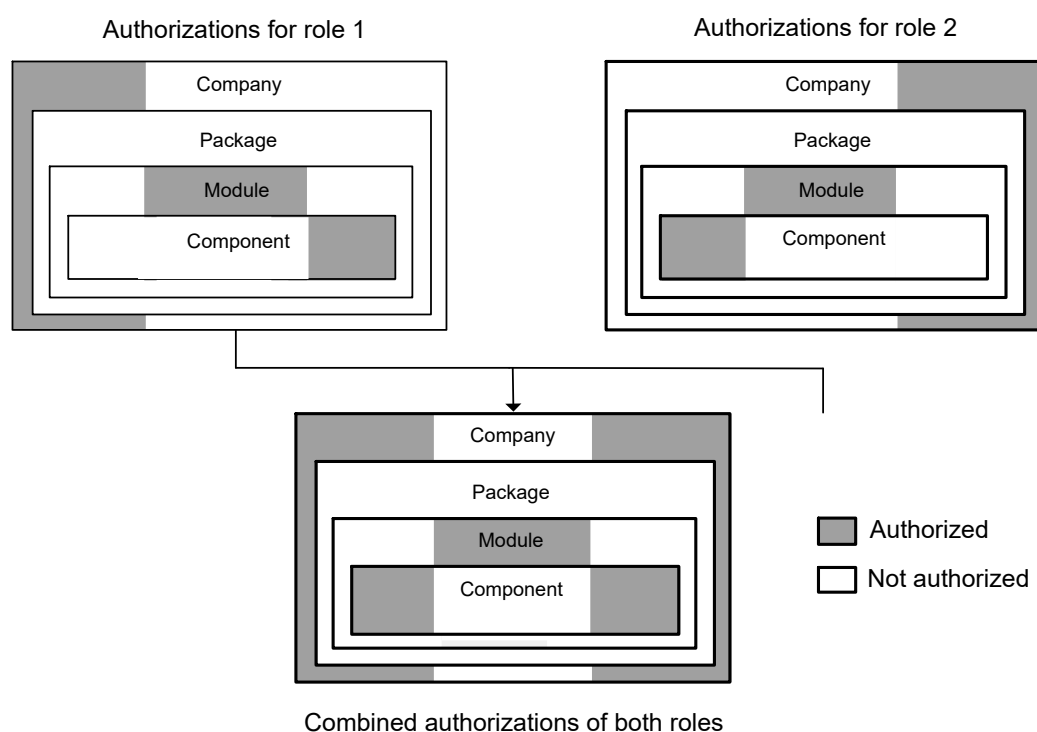 Authorizations for role 1
Authorizations for role 2
Company
Package
Module
Component
Company
Package
Module
Component
Company
Package
Module
Component
Authorized
Not authorized
Combined authorizations of both roles